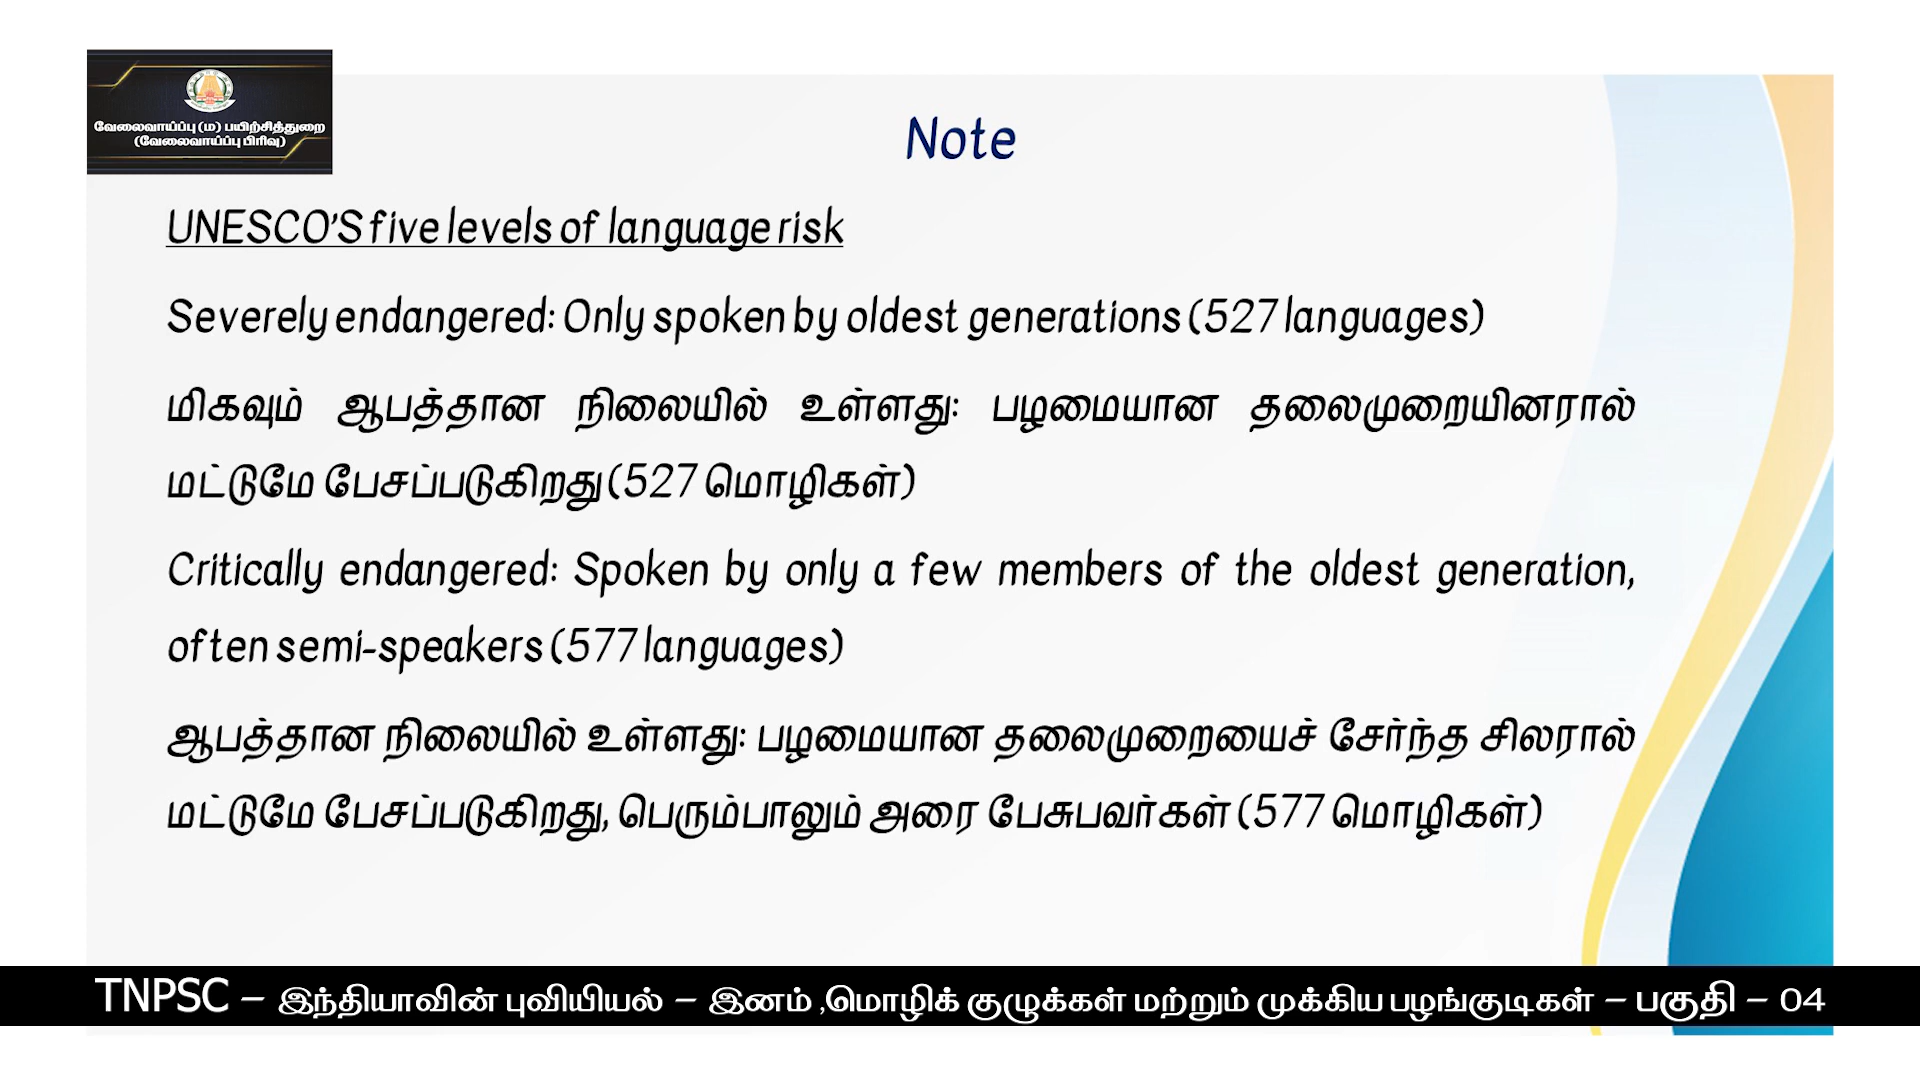 வேலைவாய்ப்பு (ம) பயிற்சித்துறை
(வேலைவாய்ப்பு பிரிவு)
Note
UNESCO'S five levels of language risk
Severely endangered: Only spoken by oldest generations (527 languages)
மிகவும் ஆபத்தான நிலையில் உள்ளது: பழமையான தலைமுறையினரால்
மட்டுமே பேசப்படுகிறது (527 மொழிகள்)
Critically endangered: Spoken by only a few members of the oldest generation,
often semi-speakers (577 languages)
ஆபத்தான நிலையில் உள்ளது: பழமையான தலைமுறையைச் சேர்ந்த சிலரால்
மட்டுமே பேசப்படுகிறது, பெரும்பாலும் அரை பேசுபவர்கள் (577 மொழிகள்)
TNPSC – இந்தியாவின் புவியியல் – இனம் ,மொழிக் குழுக்கள் மற்றும் முக்கிய பழங்குடிகள் – பகுதி – 04